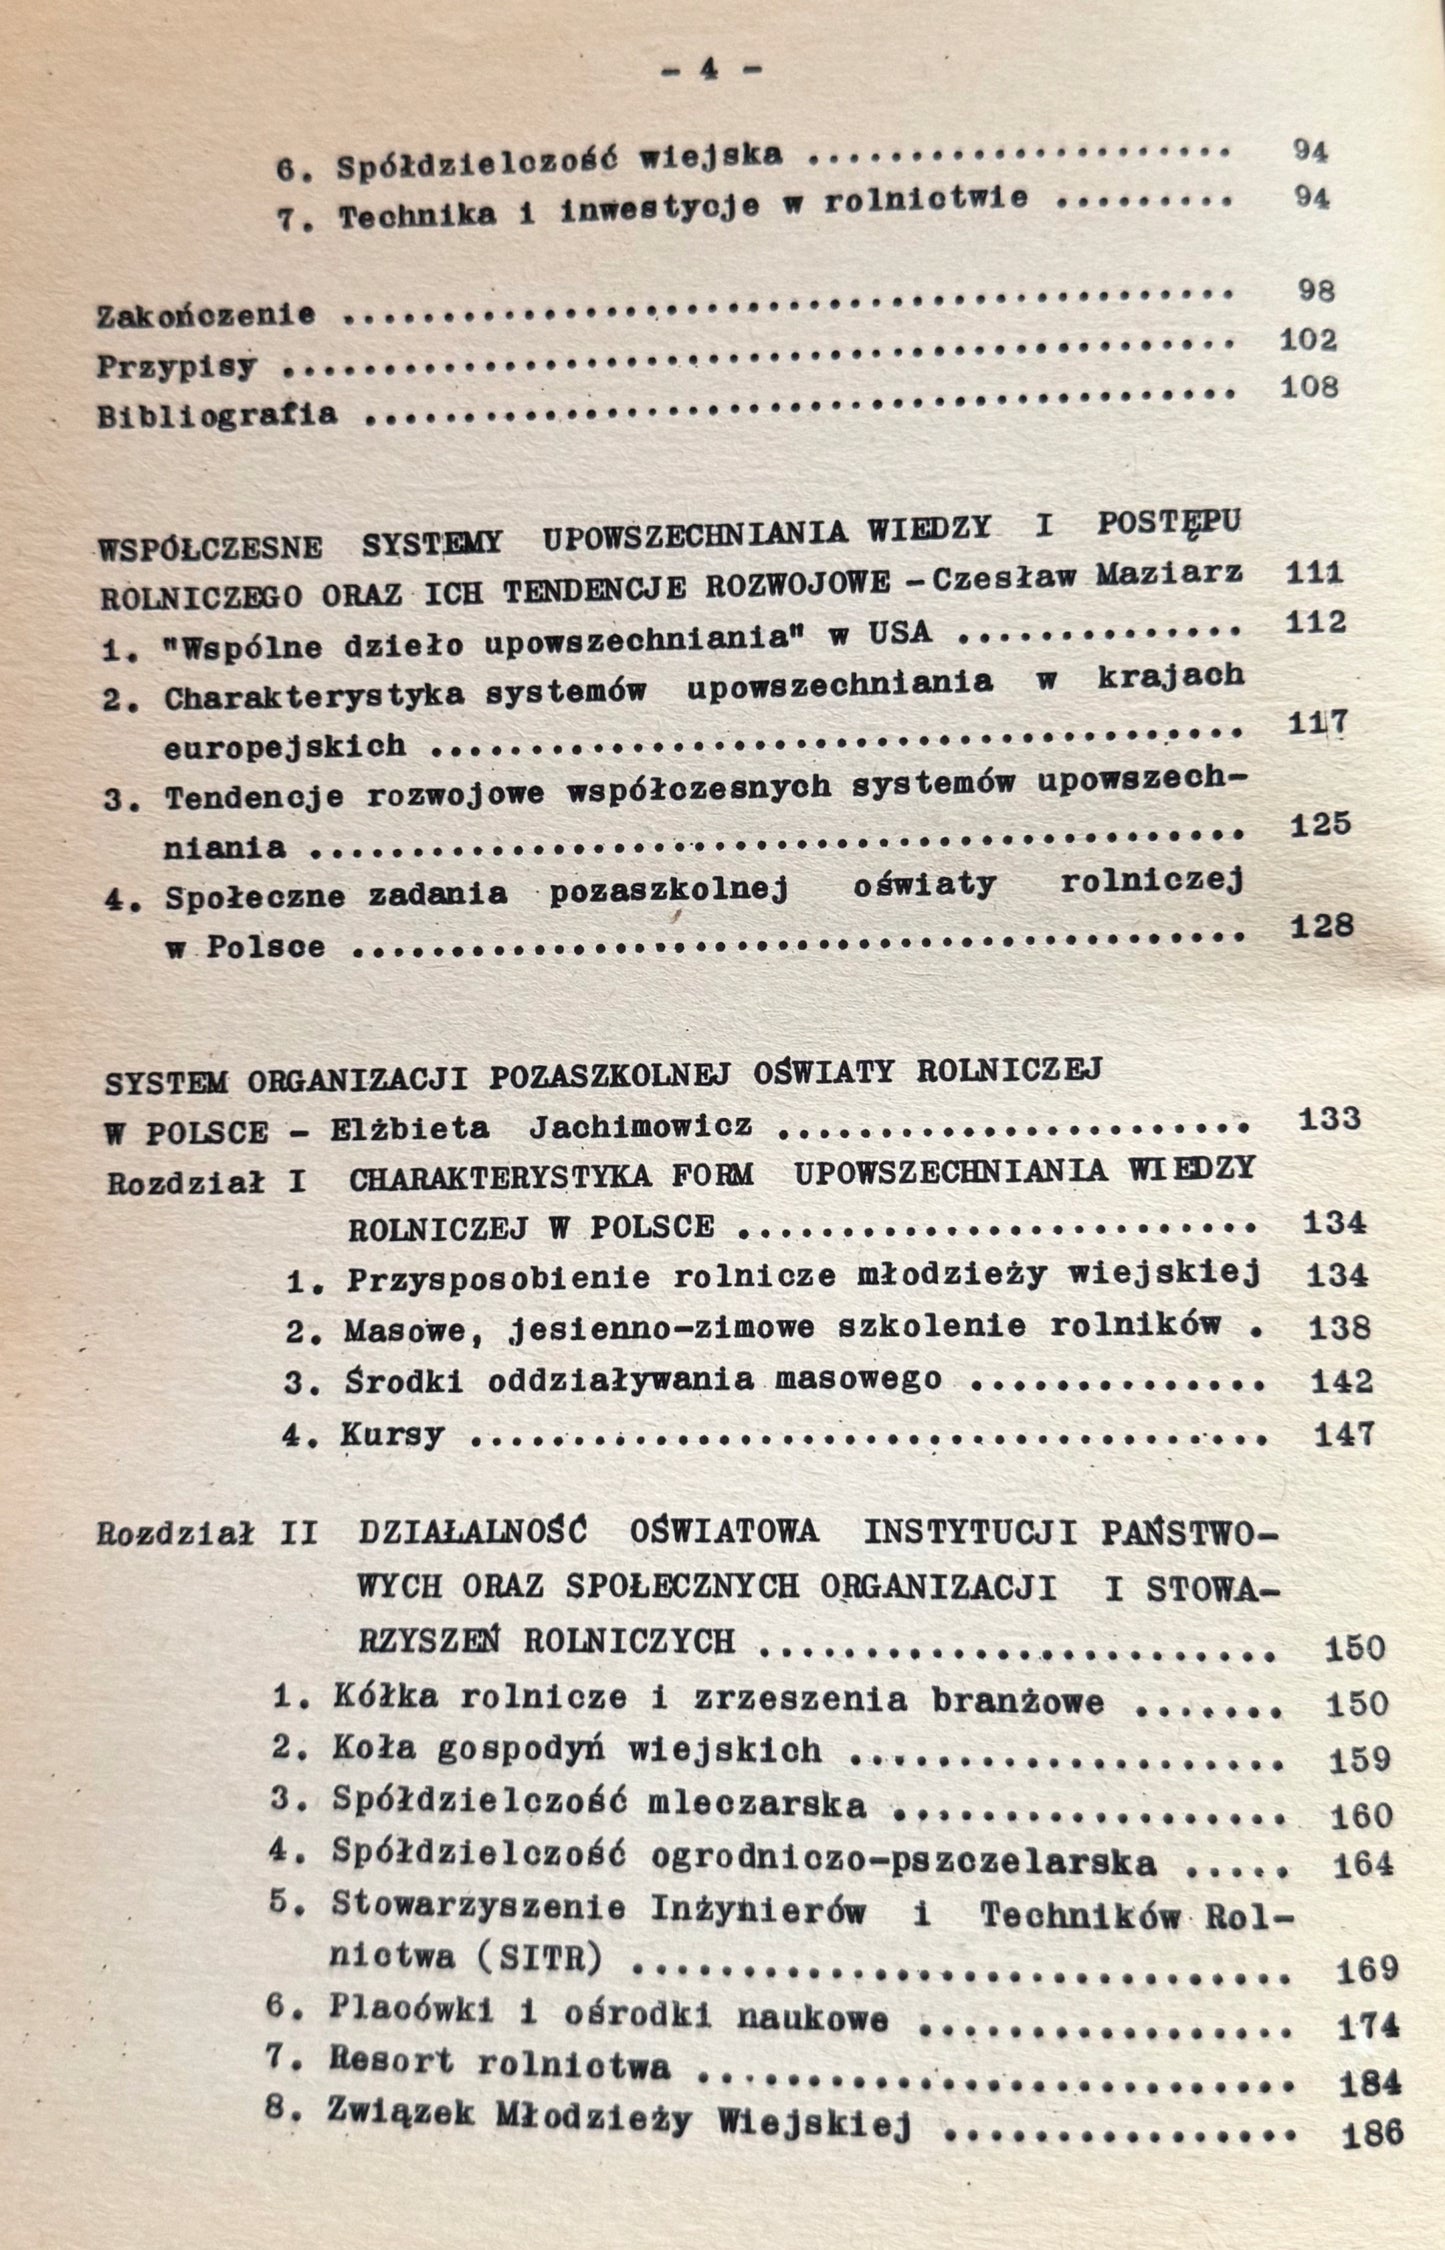 - 4 -
6. Spółdzielczość wiejska ..................... 94
7. Technika i inwestycje w rolnictwie ......... 94
Zakończenie ............................................. 98
Przypisy ................................................ 102
Bibliografia ............................................ 108
WSPÓŁCZESNE SYSTEMY UPOWSZECHNIANIA WIEDZY I POSTĘPU
ROLNICZEGO ORAZ ICH TENDENCJE ROZWOJOWE - Czesław Maziarz 111
1. "Wspólne dzieło upowszechniania" w USA .............. 112
2. Charakterystyka systemów upowszechniania w krajach
europejskich ........................................ 117
3. Tendencje rozwojowe współczesnych systemów upowszech-
niania .............................................. 125
4. Społeczne zadania pozaszkolnej oświaty rolniczej
w Polsce ............................................ 128
SYSTEM ORGANIZACJI POZASZKOLNEJ OŚWIATY ROLNICZEJ
W POLSCE - Elżbieta Jachimowicz ........................ 133
Rozdział I CHARAKTERYSTYKA FORM UPOWSZECHNIANIA WIEDZY
ROLNICZEJ W POLSCE .......................... 134
1. Przysposobienie rolnicze młodzieży wiejskiej 134
2. Masowe, jesienno-zimowe szkolenie rolników . 138
3. Środki oddziaływania masowego .............. 142
4. Kursy ....................................... 147
Rozdział II DZIAŁALNOŚĆ OŚWIATOWA INSTYTUCJI PAŃSTWO-
WYCH ORAZ SPOŁECZNYCH ORGANIZACJI I STOWA-
RZYSZEŃ ROLNICZYCH ......................... 150
1. Kółka rolnicze i zrzeszenia branżowe ....... 150
2. Koła gospodyń wiejskich .................... 159
3. Spółdzielczość mleczarska .................. 160
4. Spółdzielczość ogrodniczo-pszczelarska ..... 164
5. Stowarzyszenie Inżynierów i Techników Rol-
nictwa (SITR) .............................. 169
6. Placówki i ośrodki naukowe ................. 174
7. Resort rolnictwa ........................... 184
8. Związek Młodzieży Wiejskiej ................ 186